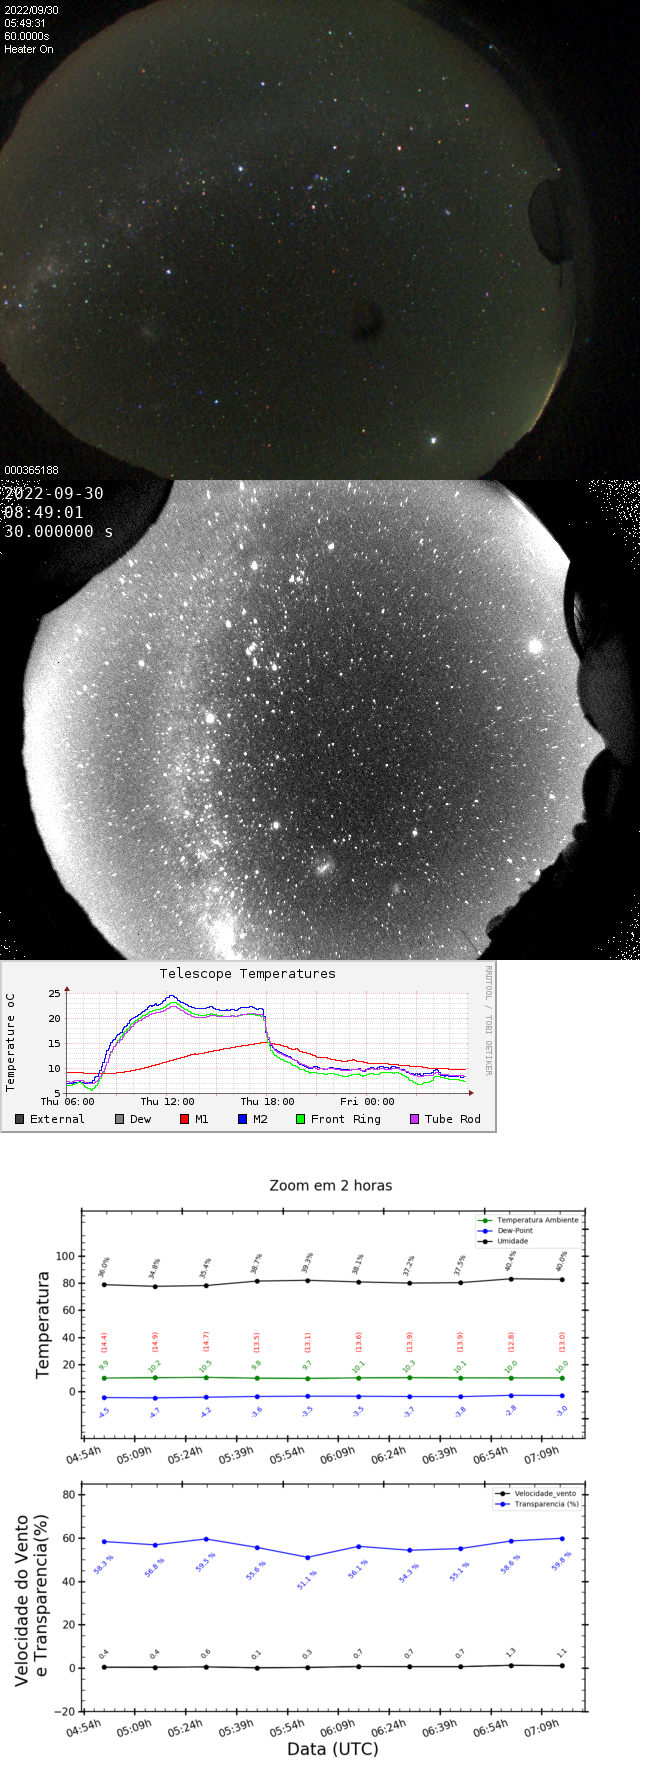 2022/09/30
05:49:31
60.0000s
Heater On
000365188
2022-09-30
08:49:01
30.000000 s
Telescope Temperatures
RRDTOOL / TOBI OETIKER
Temperature oC
25
20
15
10
5
Thu 06:00 Thu 12:00 Thu 18:00 Fri 00:00
External Dew M1 M2 Front Ring Tube Rod
Zoom em 2 horas
Temperatura Ambiente
Dew-Point
Umidade
Temperatura
100
80
60
40
20
0
36.0% 34.8% 35.4% 38.7% 39.3% 38.1% 37.2% 37.5% 40.4% 40.0%
(14.4) (14.9) (14.7) (13.5) (13.1) (13.6) (13.9) (13.9) (12.8) (13.0)
9.9 10.2 10.5 9.8 9.7 10.1 10.3 10.1 10.0 10.0
-4.5 -4.7 -4.2 -3.6 -3.5 -3.5 -3.7 -3.8 -2.8 -3.0
04:54h 05:09h 05:24h 05:39h 05:54h 06:09h 06:24h 06:39h 06:54h 07:09h
Velocidade_vento
Transparencia (%)
Velocidade do Vento
e Transparencia(%)
80
60
40
20
0
−20
58.3 % 56.8 % 59.5 % 55.6 % 51.1 % 56.1 % 54.3 % 55.1 % 58.6 % 59.8 %
0.4 0.4 0.6 0.1 0.3 0.7 0.7 0.7 1.3 1.1
04:54h 05:09h 05:24h 05:39h 05:54h 06:09h 06:24h 06:39h 06:54h 07:09h
Data (UTC)